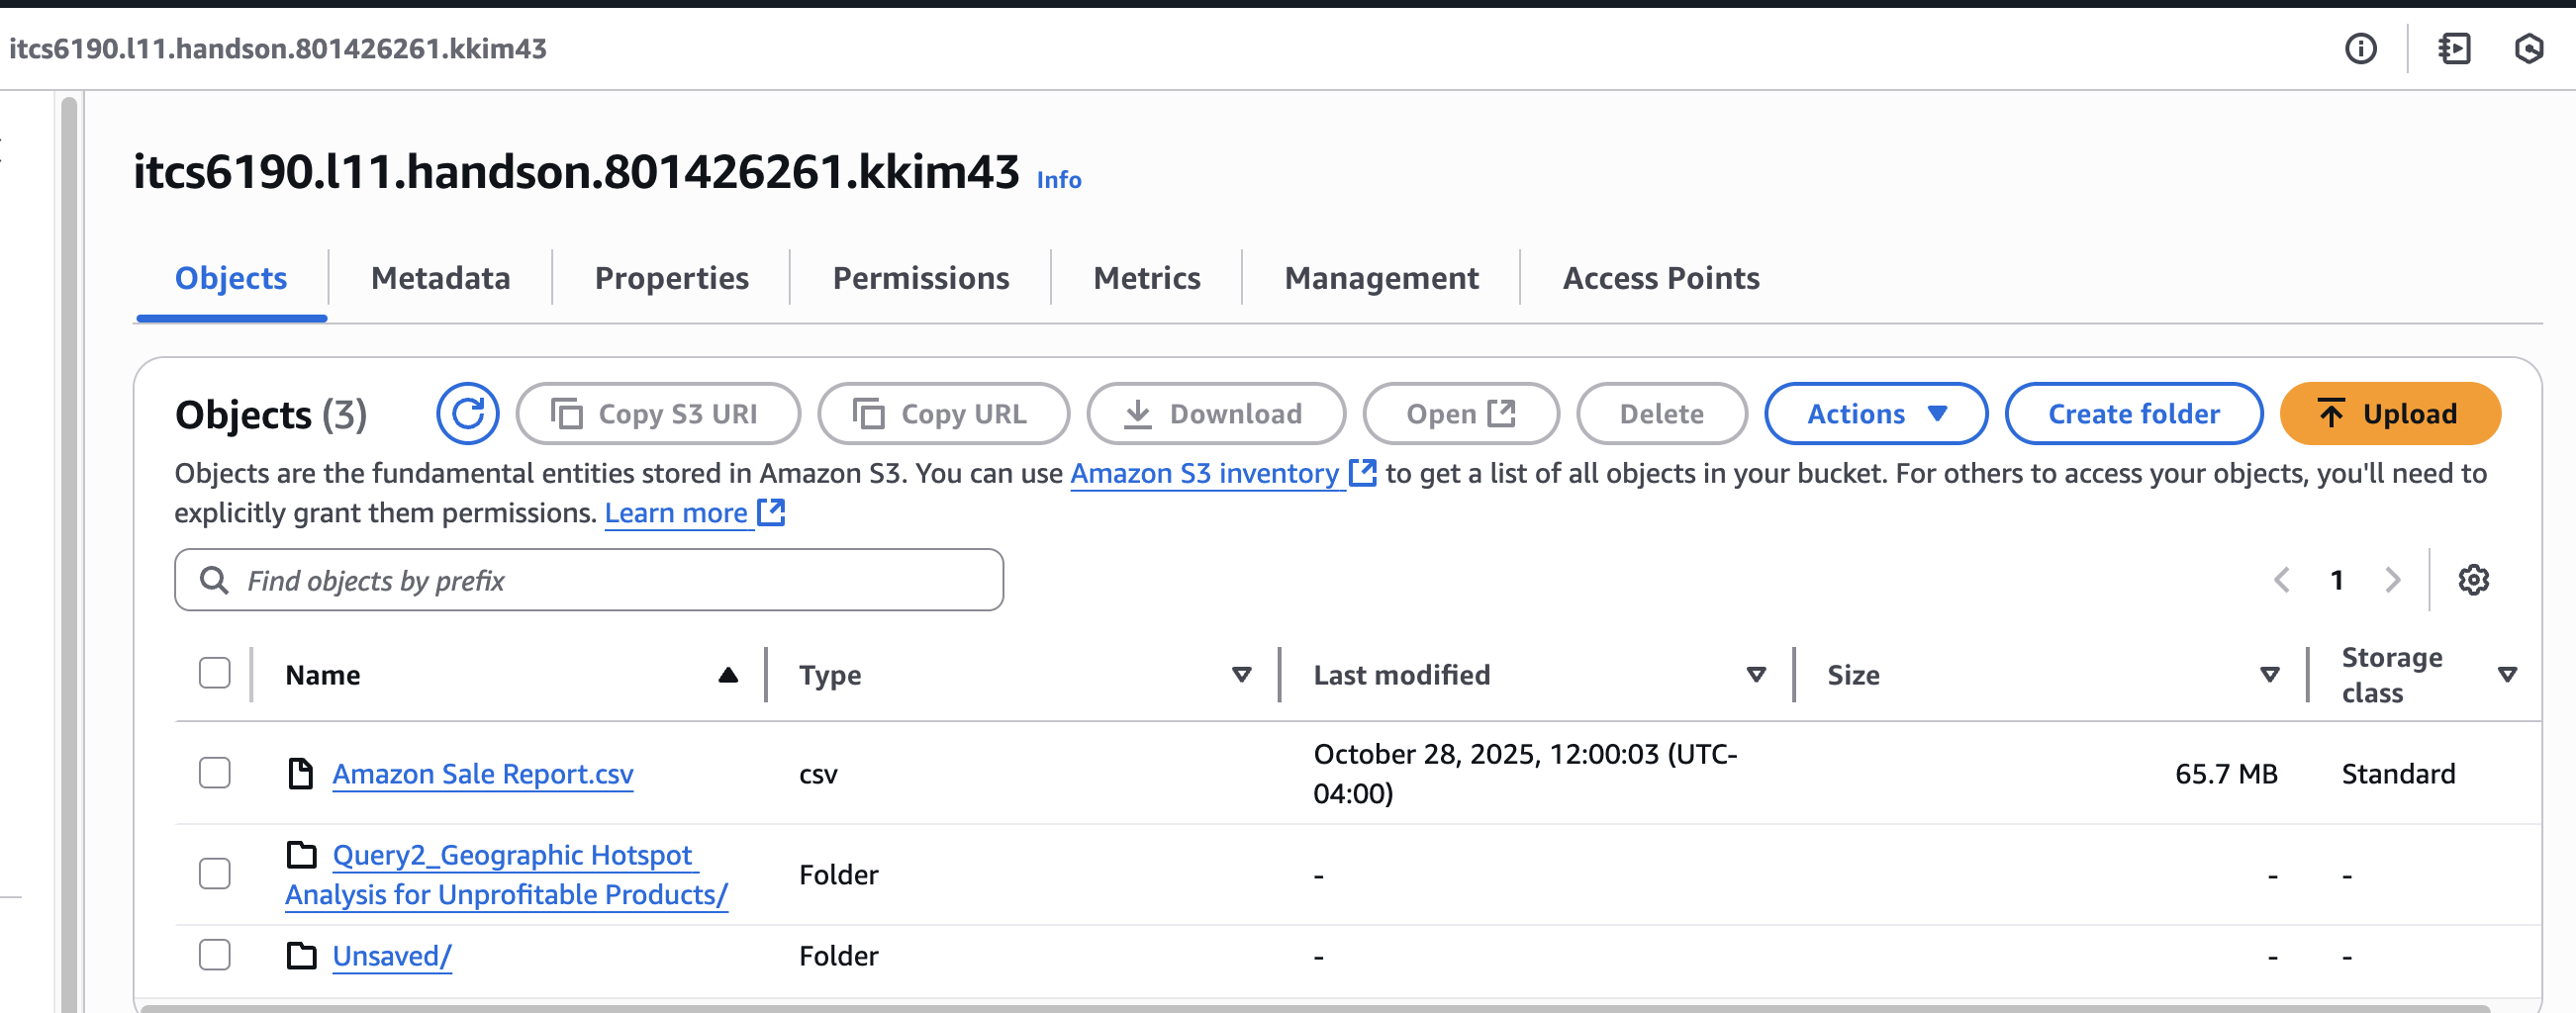 itcs6190.l11.handson.801426261.kkim43
itcs6190.l11.handson.801426261.kkim43 Info
Objects Metadata Properties Permissions Metrics Management Access Points
Objects (3) Copy S3 URI Copy URL Download Open Delete Actions Create folder Upload
Objects are the fundamental entities stored in Amazon S3. You can use Amazon S3 inventory to get a list of all objects in your bucket. For others to access your objects, you'll need to
explicitly grant them permissions. Learn more
Find objects by prefix 1
Name Type Last modified Size Storage
class
Amazon Sale Report.csv csv October 28, 2025, 12:00:03 (UTC-
04:00) 65.7 MB Standard
Query2_Geographic Hotspot
Analysis for Unprofitable Products/ Folder - - -
Unsaved/ Folder - - -